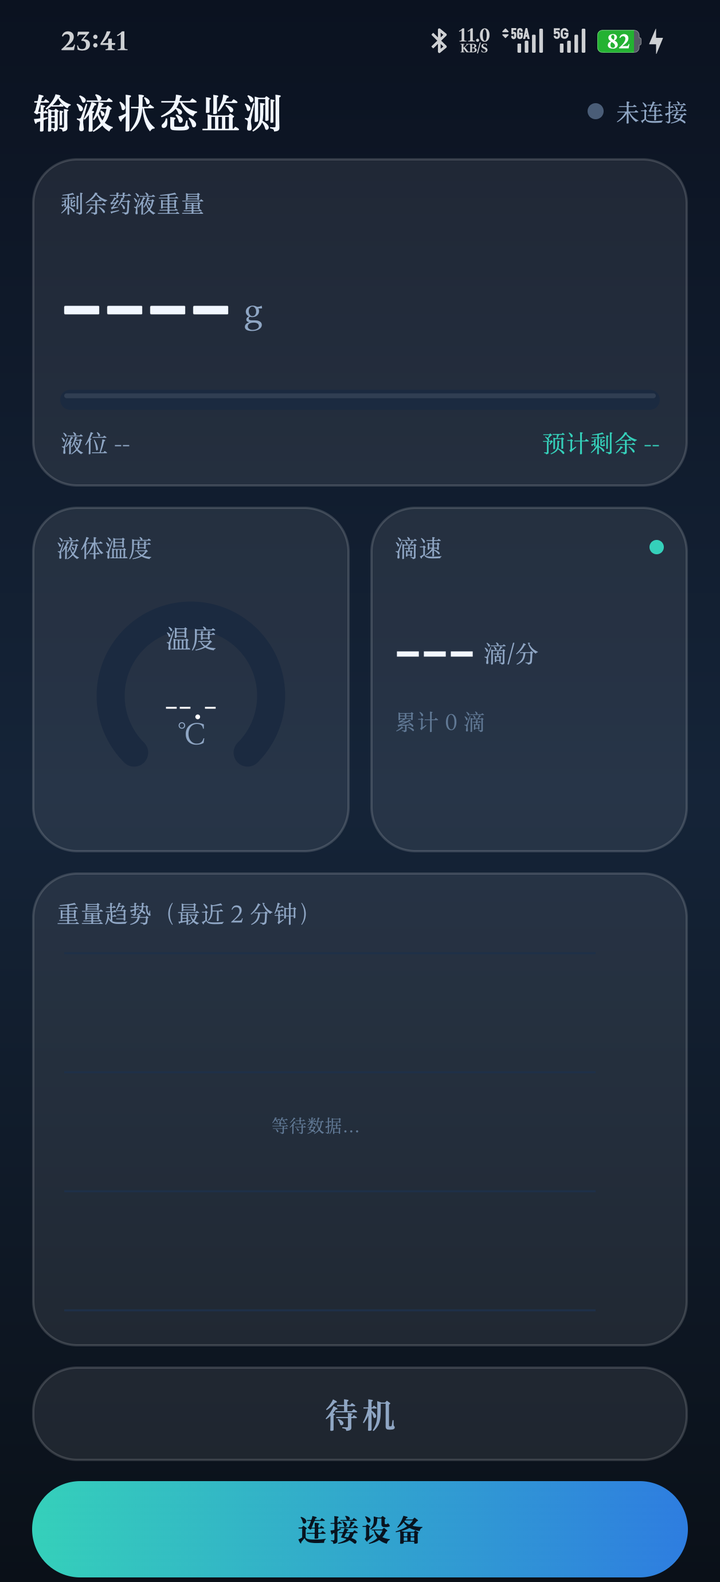 23:41
11.0
KB/S
5GA
5G
82
输液状态监测
未连接
剩余药液重量
---- g
液位 --
预计剩余 --
液体温度
温度
--.-
℃
滴速
--- 滴/分
累计 0 滴
重量趋势（最近 2 分钟）
等待数据...
待机
连接设备